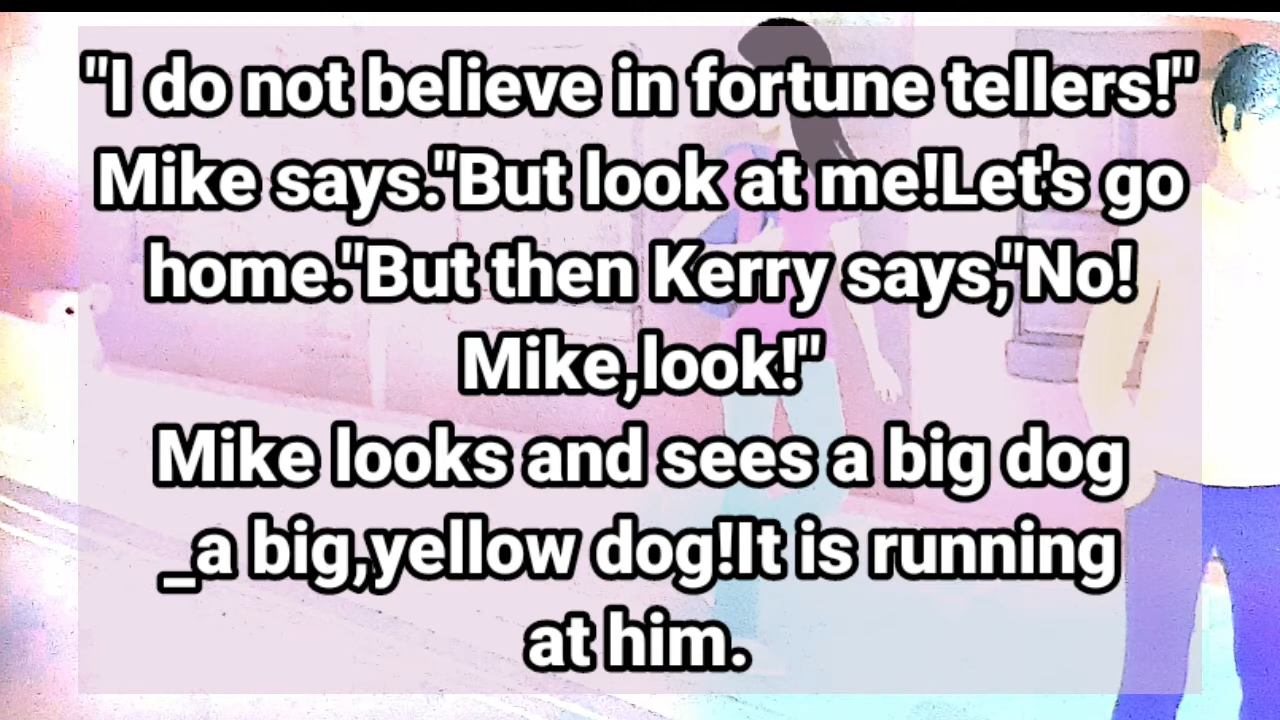 "I do not believe in fortune tellers!"
Mike says."But look at me!Let's go
home."But then Kerry says,"No!
Mike,look!"
Mike looks and sees a big dog
_a big,yellow dog!It is running
at him.